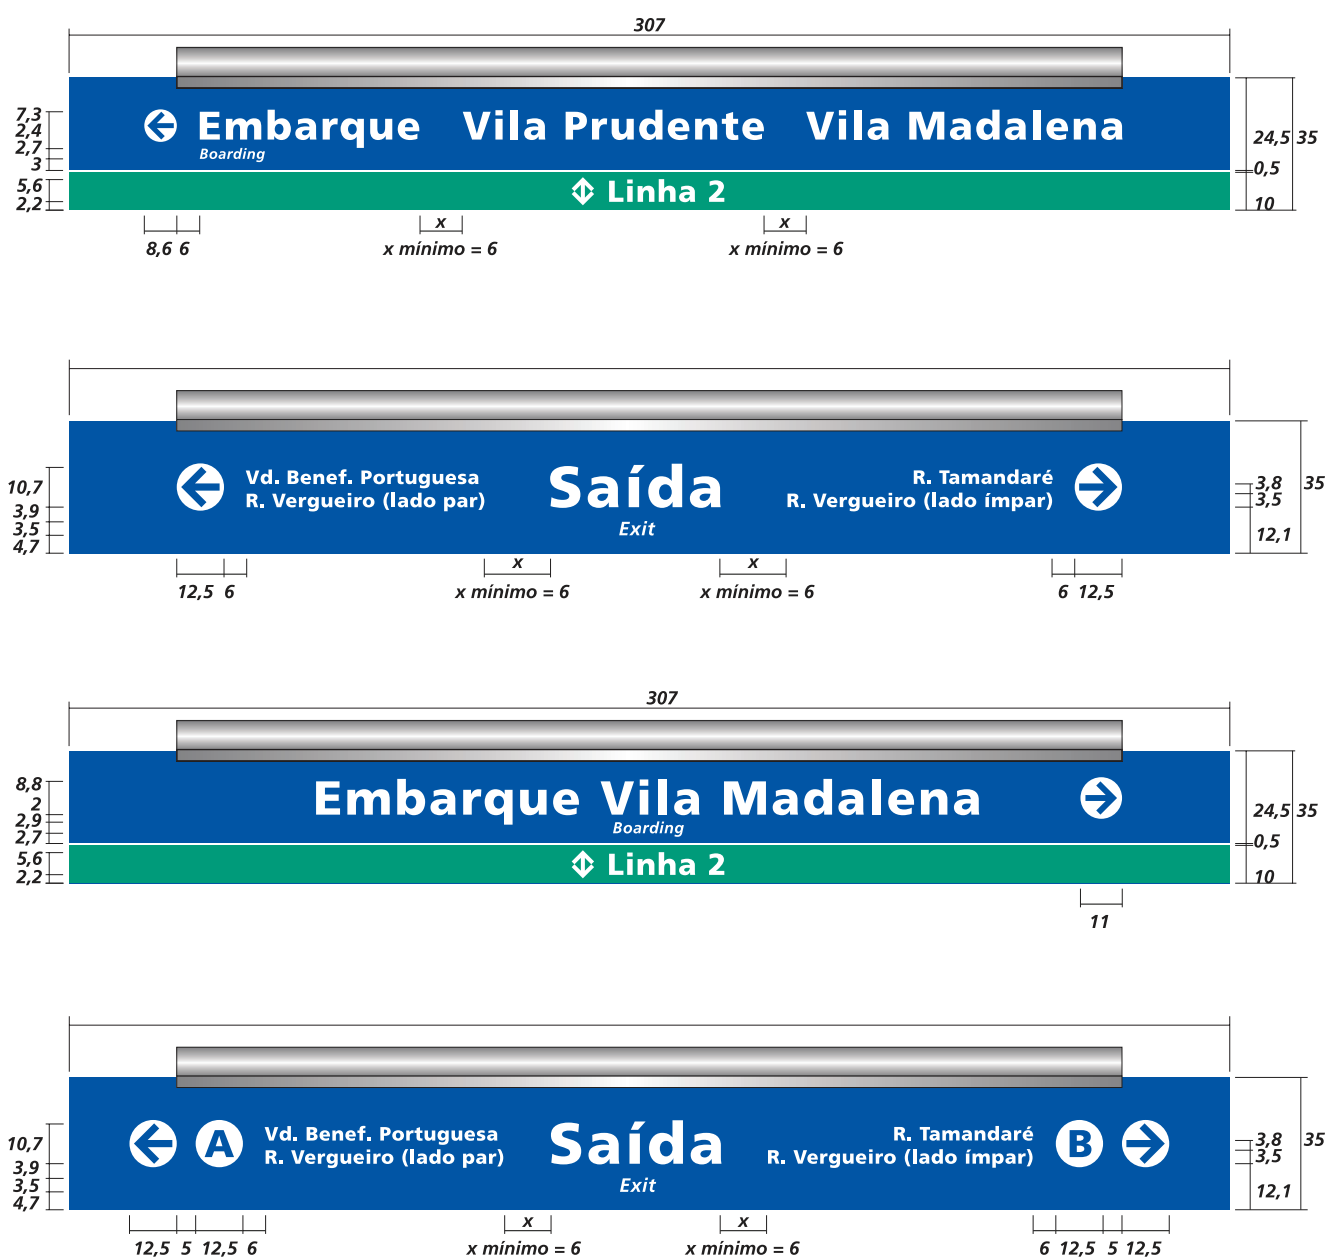 307
Embarque Vila Prudente Vila Madalena
Boarding
Linha 2
7,3
2,4
2,7
3
5,6
2,2
24,5 35
0,5
10
8,6 6
x
x mínimo = 6
x
x mínimo = 6
Vd. Benef. Portuguesa
R. Vergueiro (lado par)
Saída
Exit
R. Tamandaré
R. Vergueiro (lado ímpar)
10,7
3,9
3,5
4,7
3,8
3,5
12,1
35
12,5 6
x
x mínimo = 6
x
x mínimo = 6
6 12,5
307
Embarque Vila Madalena
Boarding
Linha 2
8,8
2
2,9
2,7
5,6
2,2
24,5 35
0,5
10
11
A
Vd. Benef. Portuguesa
R. Vergueiro (lado par)
Saída
Exit
R. Tamandaré
R. Vergueiro (lado ímpar)
B
10,7
3,9
3,5
4,7
3,8
3,5
12,1
35
12,5 5 12,5 6
x
x mínimo = 6
x
x mínimo = 6
6 12,5 5 12,5